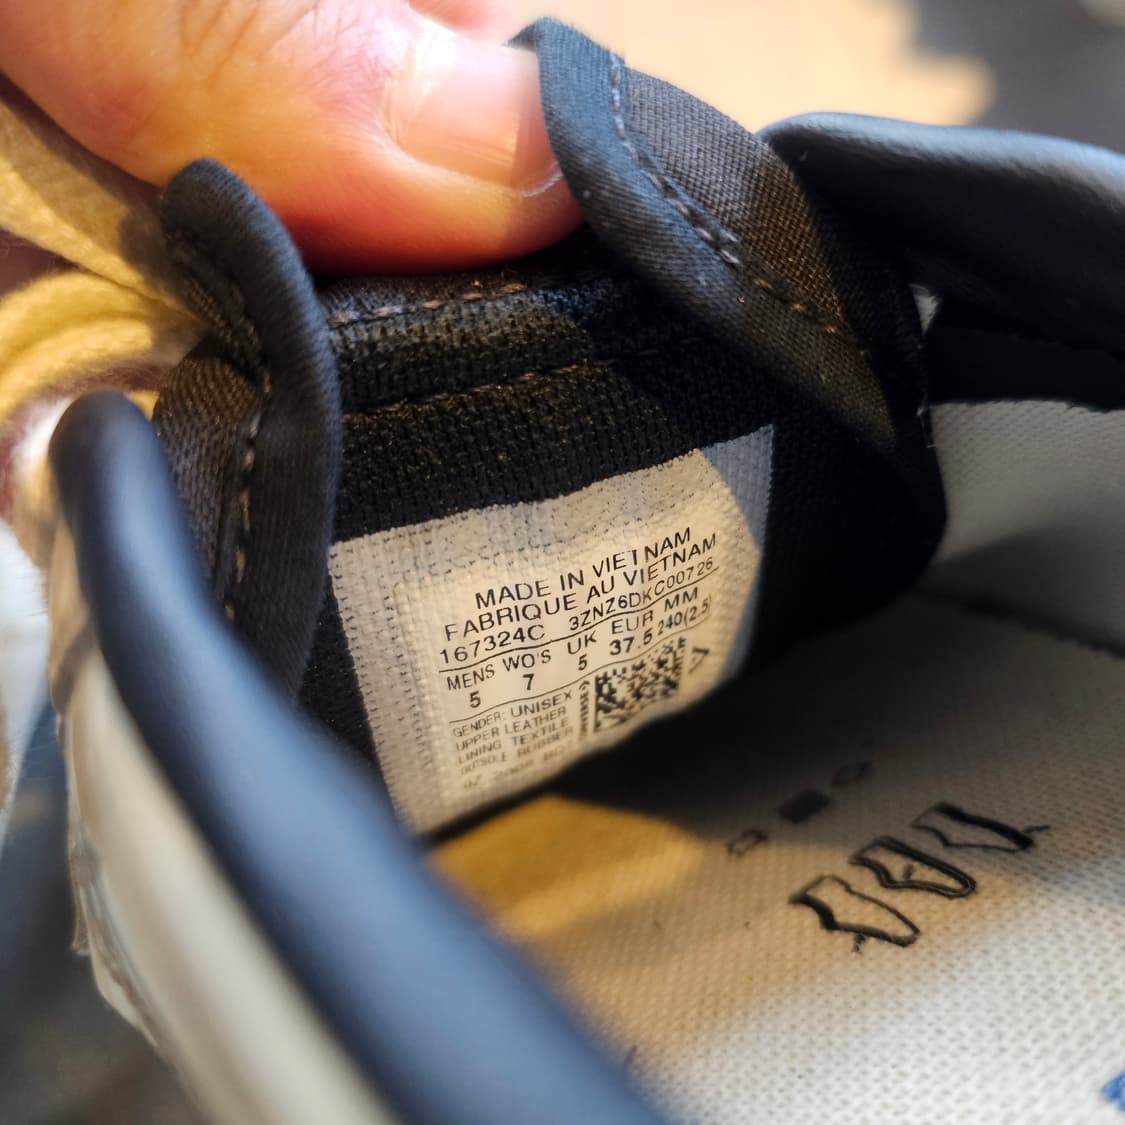 MADE IN VIETNAM
FABRIQUE AU VIETNAM
167324C 3ZNZ6DKC00726
MENS WO'S UK EUR MM
5 7 5 37.5 240(2.5)
GENDER: UNISEX
UPPER LEATHER
LINING TEXTILE
OUTSOLE RUBBER